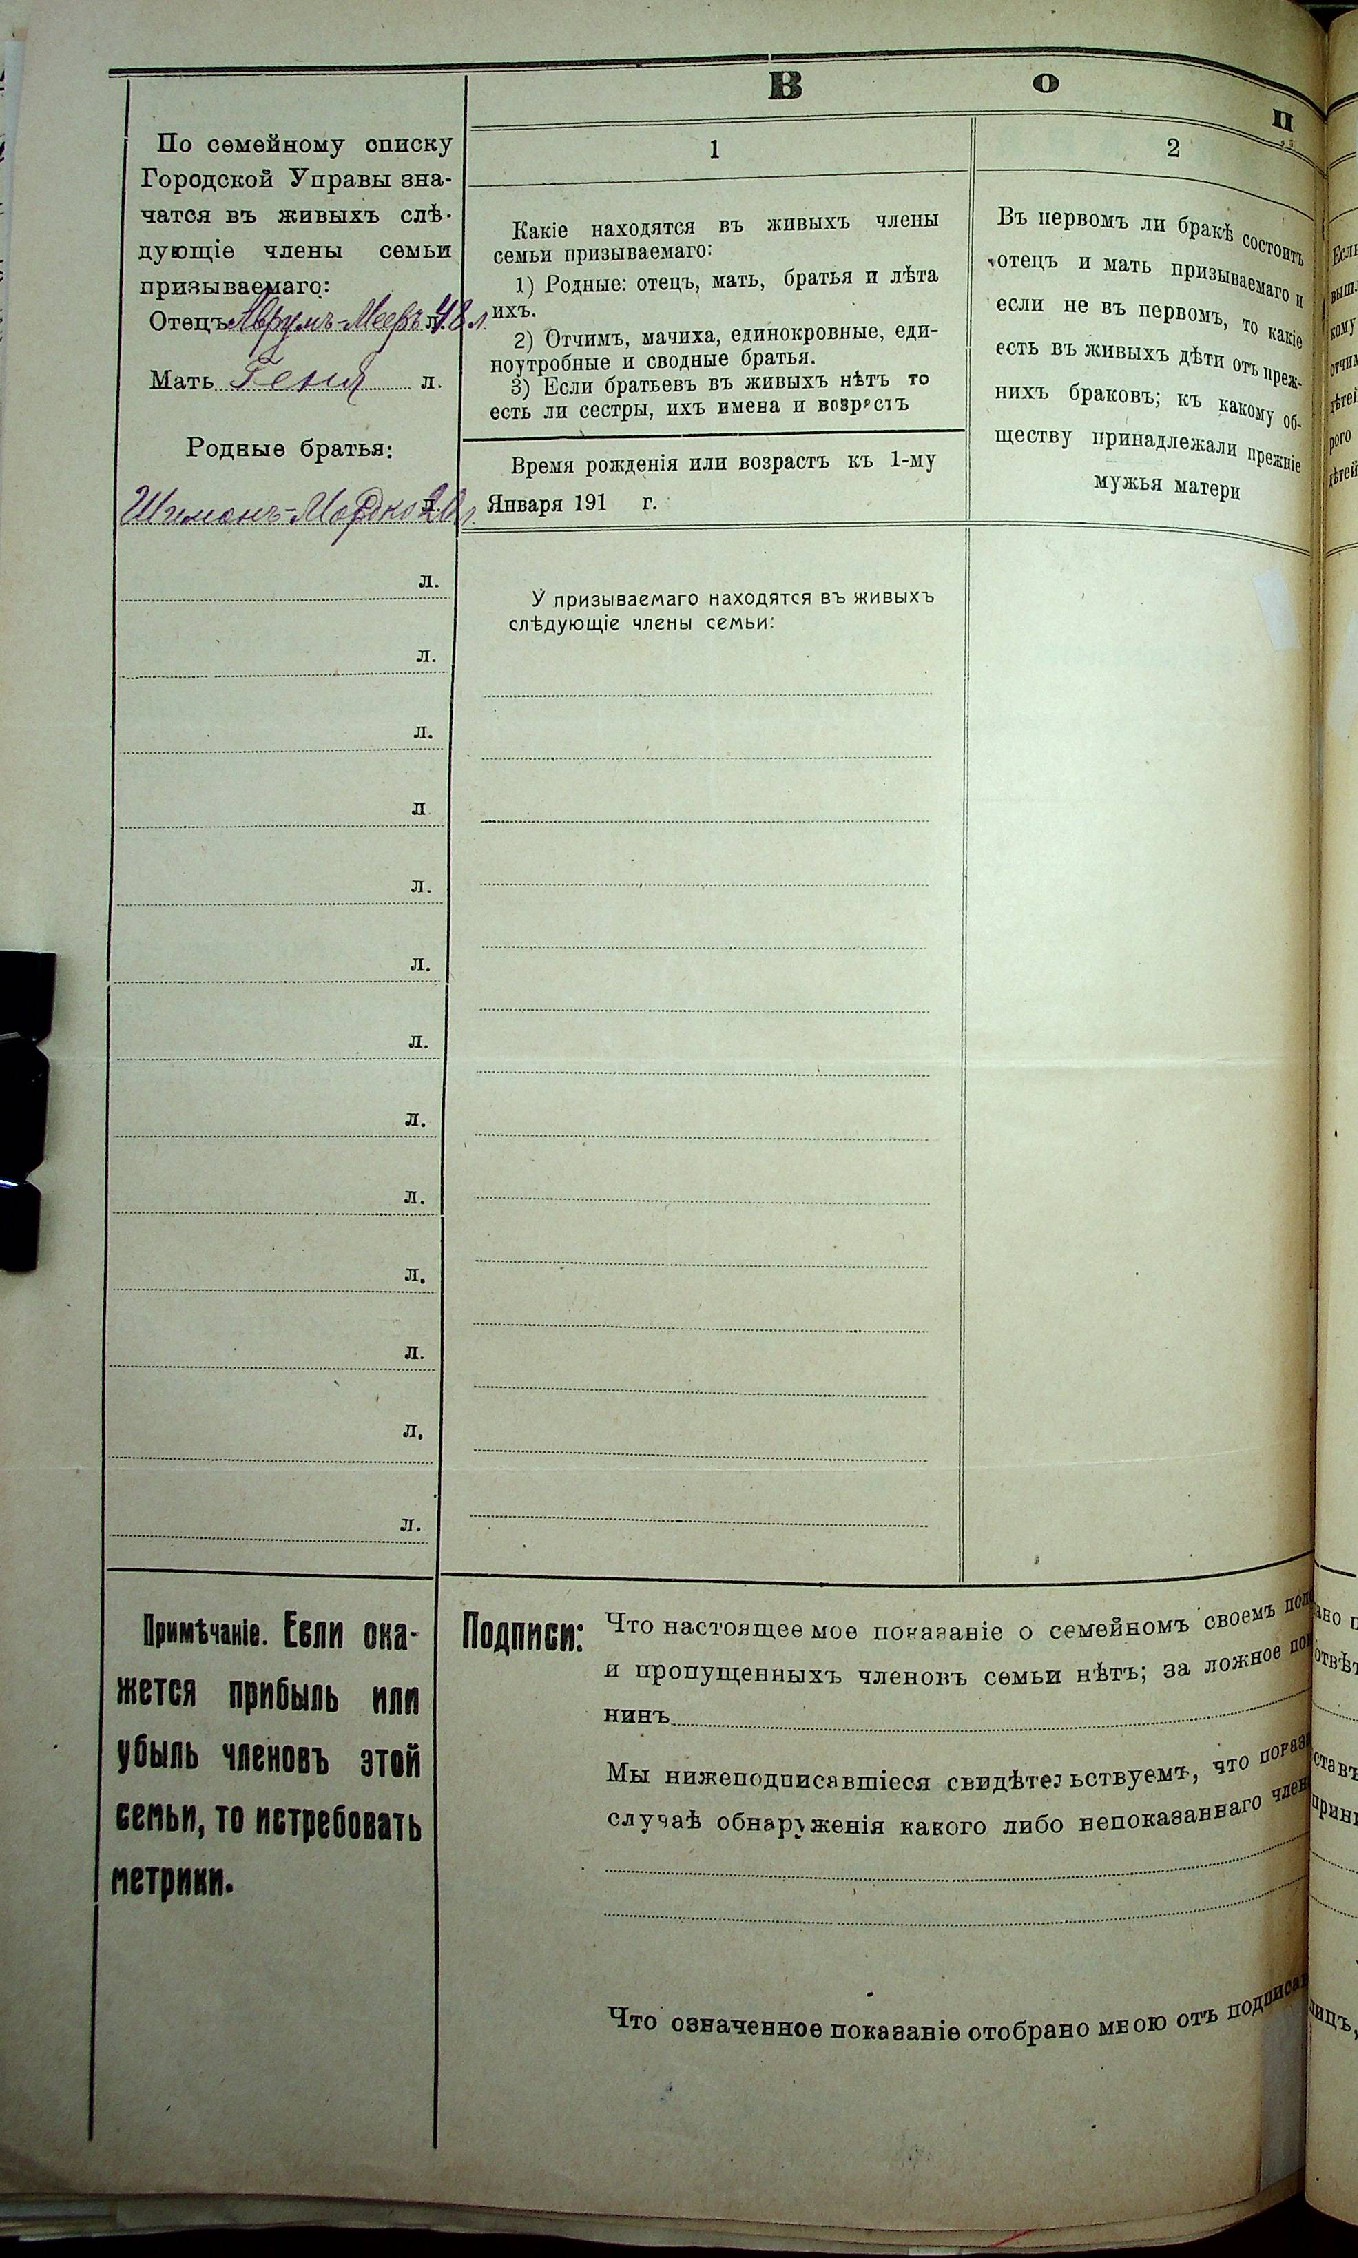 В о п
По семейному списку
Городской Управы зна-
чатся въ живыхъ слѣ-
дующіе члены семьи
призываемаго:
Отецъ Аврумъ-Мееръ л. 48 л.
Мать Геня л.
Родные братья:
Шимонъ-Мордко л. 20 л.
л.
л.
л.
л
л.
л.
л.
л.
л.
л.
л.
л.
л.
1
Какіе находятся въ живыхъ члены
семьи призываемаго:
1) Родные: отецъ, мать, братья и лѣта
ихъ.
2) Отчимъ, мачиха, единокровные, еди-
ноутробные и сводные братья.
3) Если братьевъ въ живыхъ нѣтъ то
есть ли сестры, ихъ имена и возрастъ
Время рожденія или возрастъ къ 1-му
Января 191 г.
У призываемаго находятся въ живыхъ
слѣдующіе члены семьи:
2
Въ первомъ ли бракѣ состоитъ
отецъ и мать призываемаго и
если не въ первомъ, то какіе
есть въ живыхъ дѣти отъ преж-
нихъ браковъ; къ какому об-
ществу принадлежали прежніе
мужья матери
Примѣчаніе. Если ока-
жется прибыль или
убыль членовъ этой
семьи, то истребовать
метрики.
Подписи: Что настоящее мое показаніе о семейномъ своемъ
и пропущенныхъ членовъ семьи нѣтъ; за ложное
нинъ
Мы нижеподписавшіеся свидѣтельствуемъ, что
случаѣ обнаруженія какого либо непоказаннаго
Что означенное показаніе отобрано мною отъ